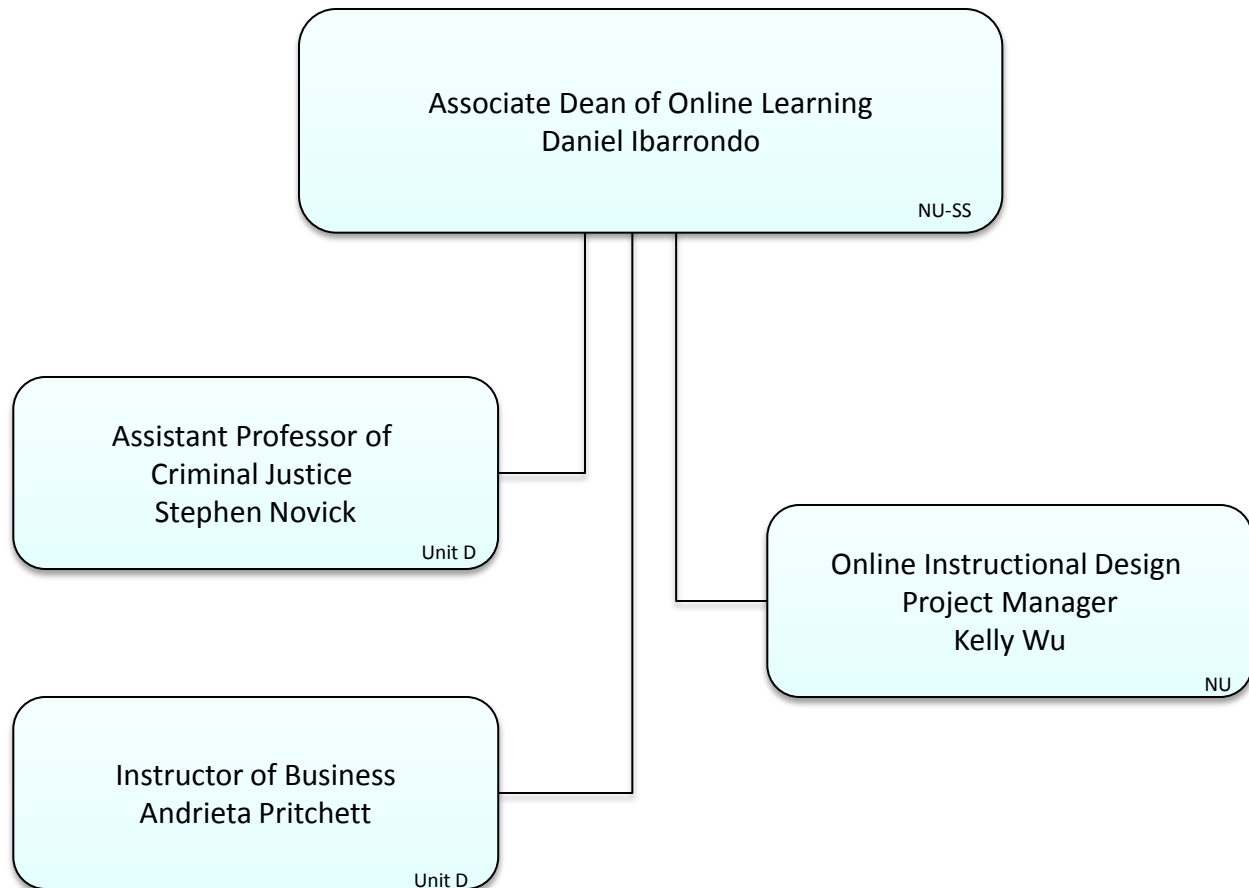 Associate Dean of Online Learning
Daniel Ibarrondo
NU-SS
Assistant Professor of
Criminal Justice
Stephen Novick
Unit D
Online Instructional Design
Project Manager
Kelly Wu
NU
Instructor of Business
Andrieta Pritchett
Unit D